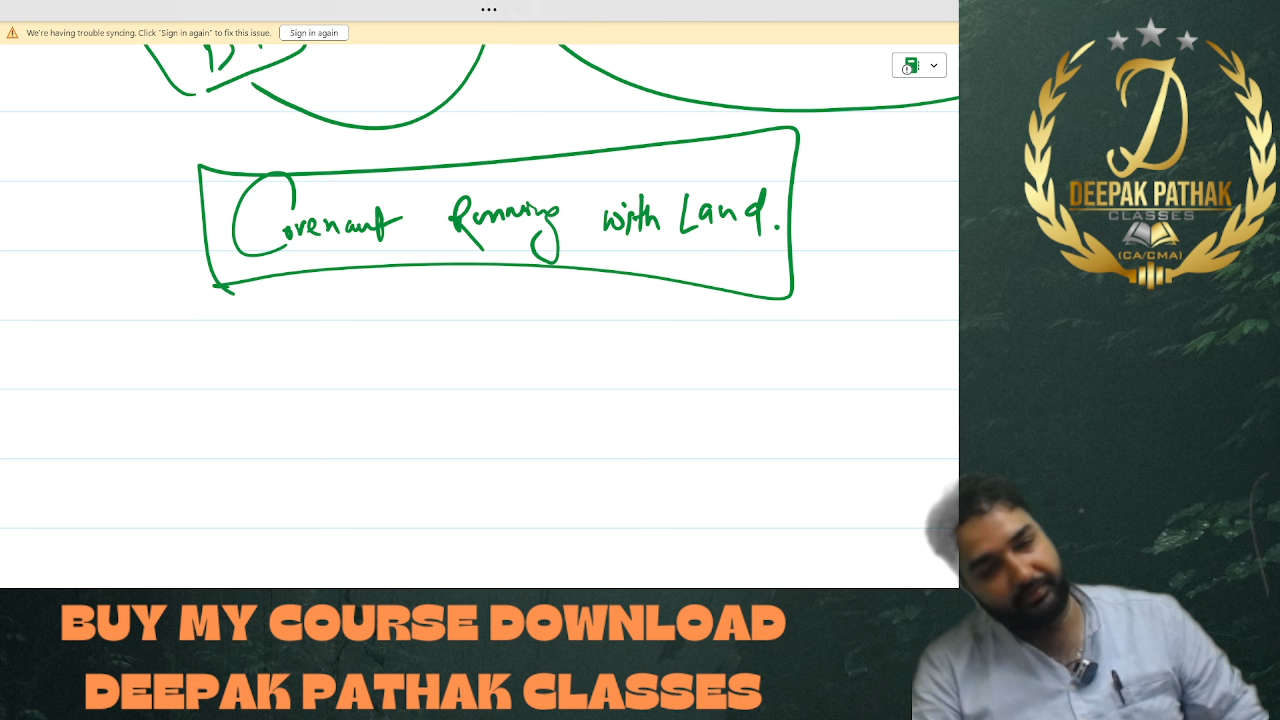 We're having trouble syncing. Click "Sign in again" to fix this issue.
Sign in again
Covenant Running with Land.
D
DEEPAK PATHAK
CLASSES
(CA/CMA)
BUY MY COURSE DOWNLOAD
DEEPAK PATHAK CLASSES